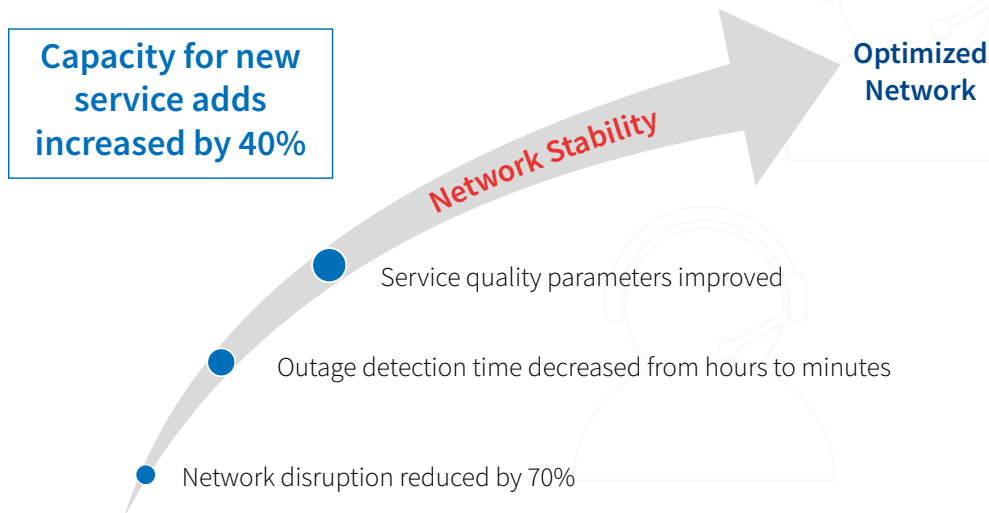 Capacity for new
service adds
increased by 40%
Optimized
Network
Network Stability
Service quality parameters improved
Outage detection time decreased from hours to minutes
Network disruption reduced by 70%